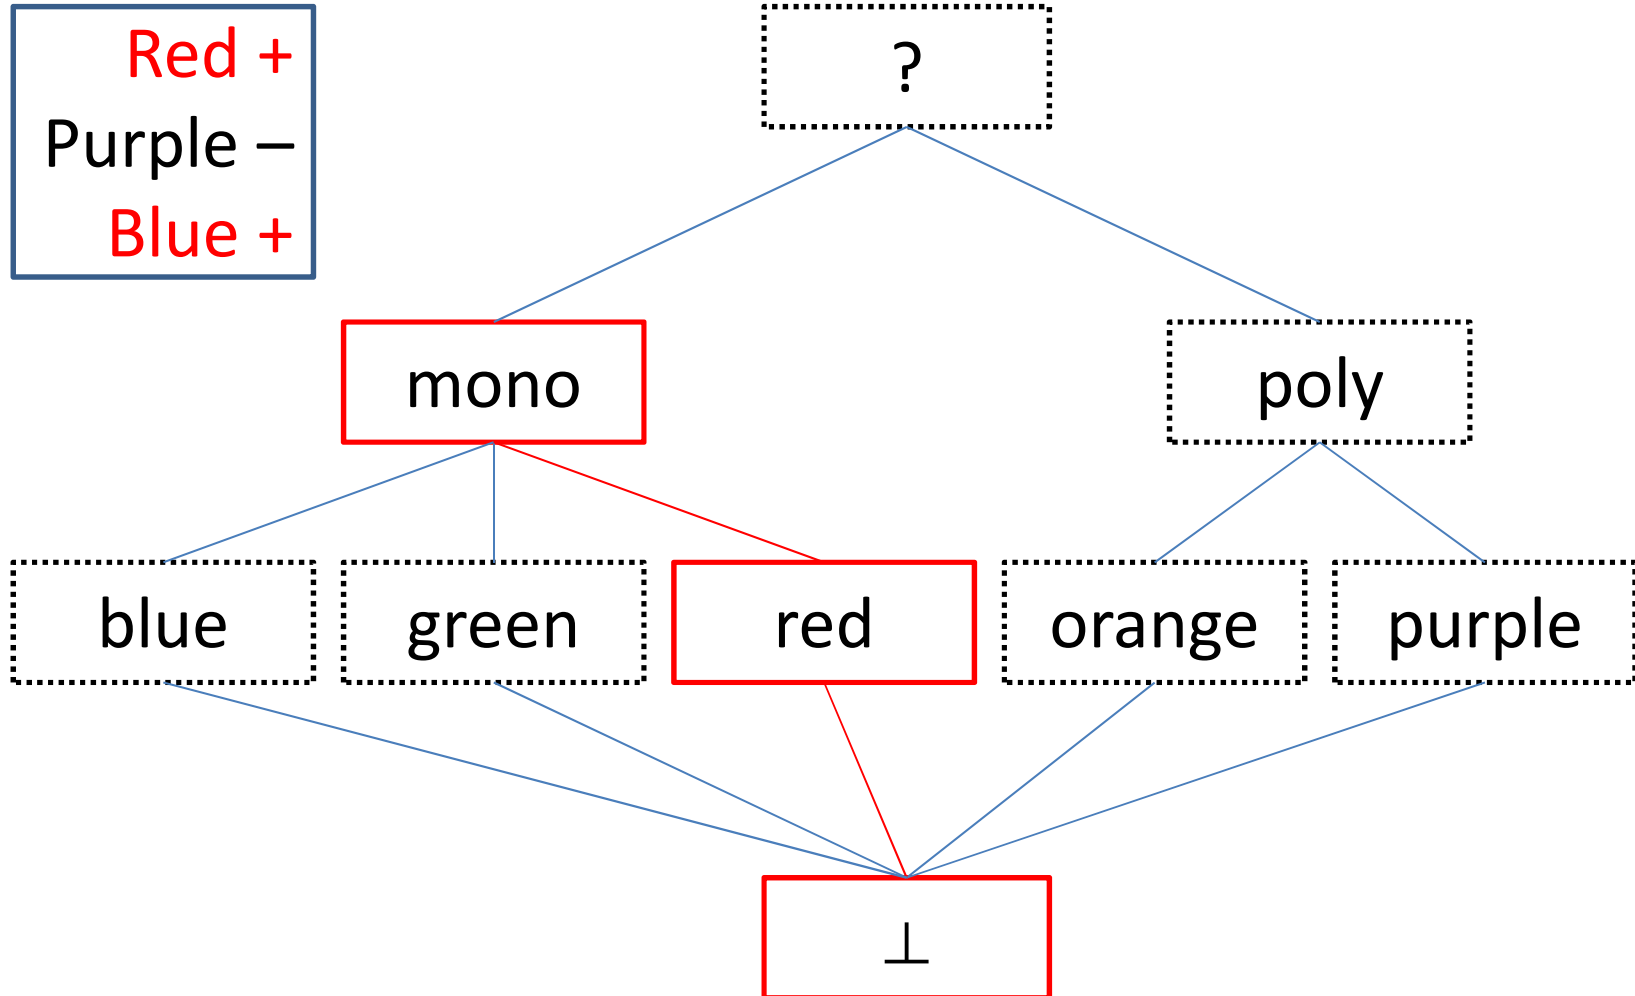 Red +
Purple –
Blue +
?
mono
poly
blue
green
red
orange
purple
⊥